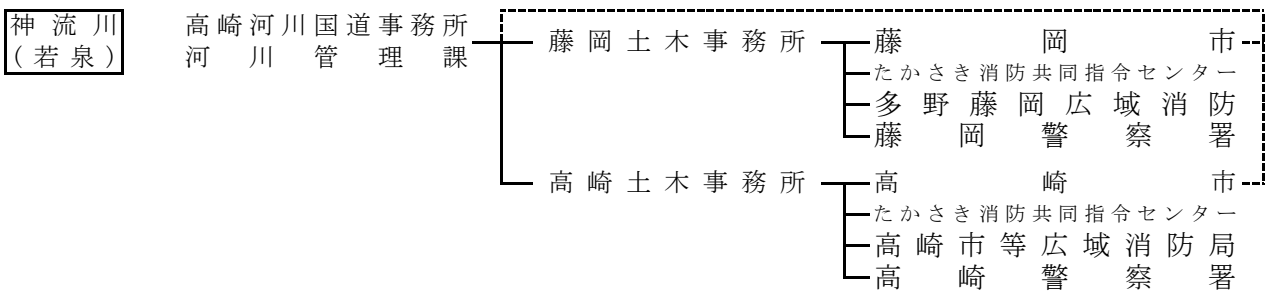 神流川 高崎河川国道事務所 藤岡土木事務所 藤岡市
(若泉) 河川管理課
たかさき消防共同指令センター
多野藤岡広域消防
藤岡警察署
高崎土木事務所 高崎市
たかさき消防共同指令センター
高崎市等広域消防局
高崎警察署